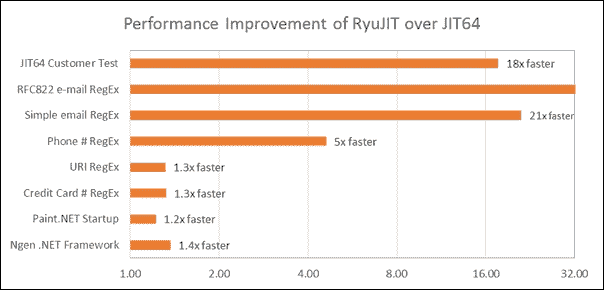 Performance Improvement of RyuJIT over JIT64
JIT64 Customer Test 18x faster
RFC822 e-mail RegEx
Simple email RegEx 21x faster
Phone # RegEx 5x faster
URI RegEx 1.3x faster
Credit Card # RegEx 1.3x faster
Paint.NET Startup 1.2x faster
Ngen .NET Framework 1.4x faster
1.00 2.00 4.00 8.00 16.00 32.00